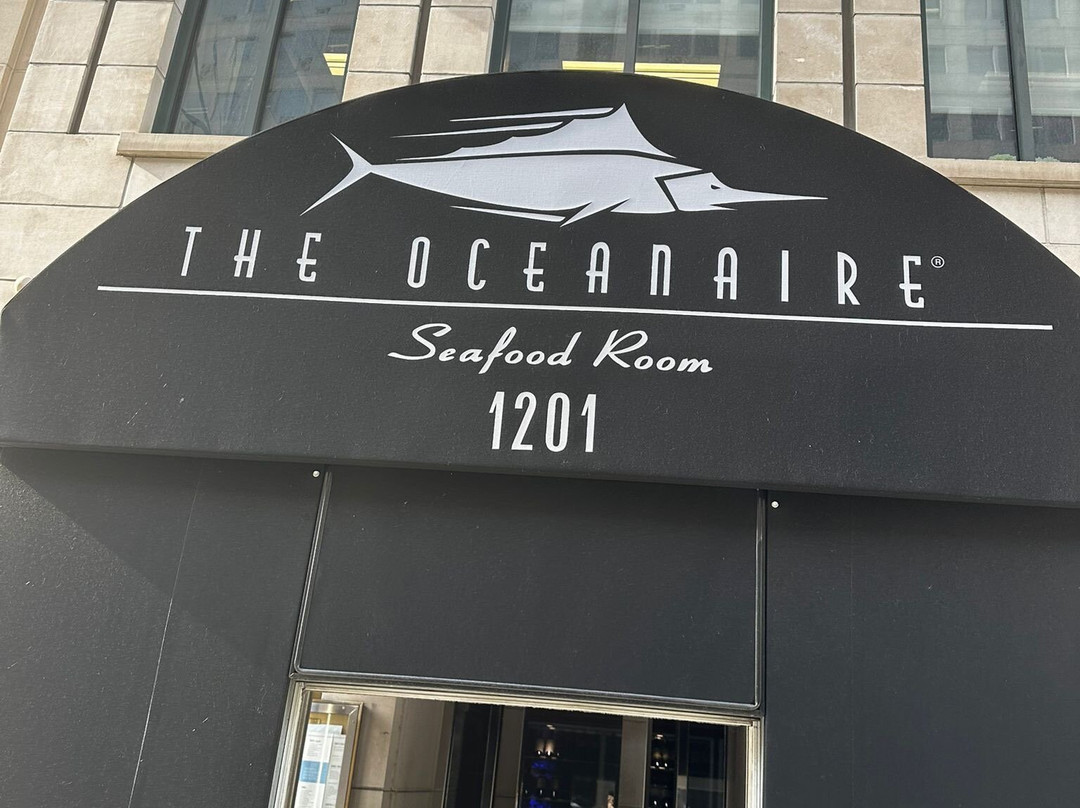 THE OCEANAIRE®
Seafood Room
1201